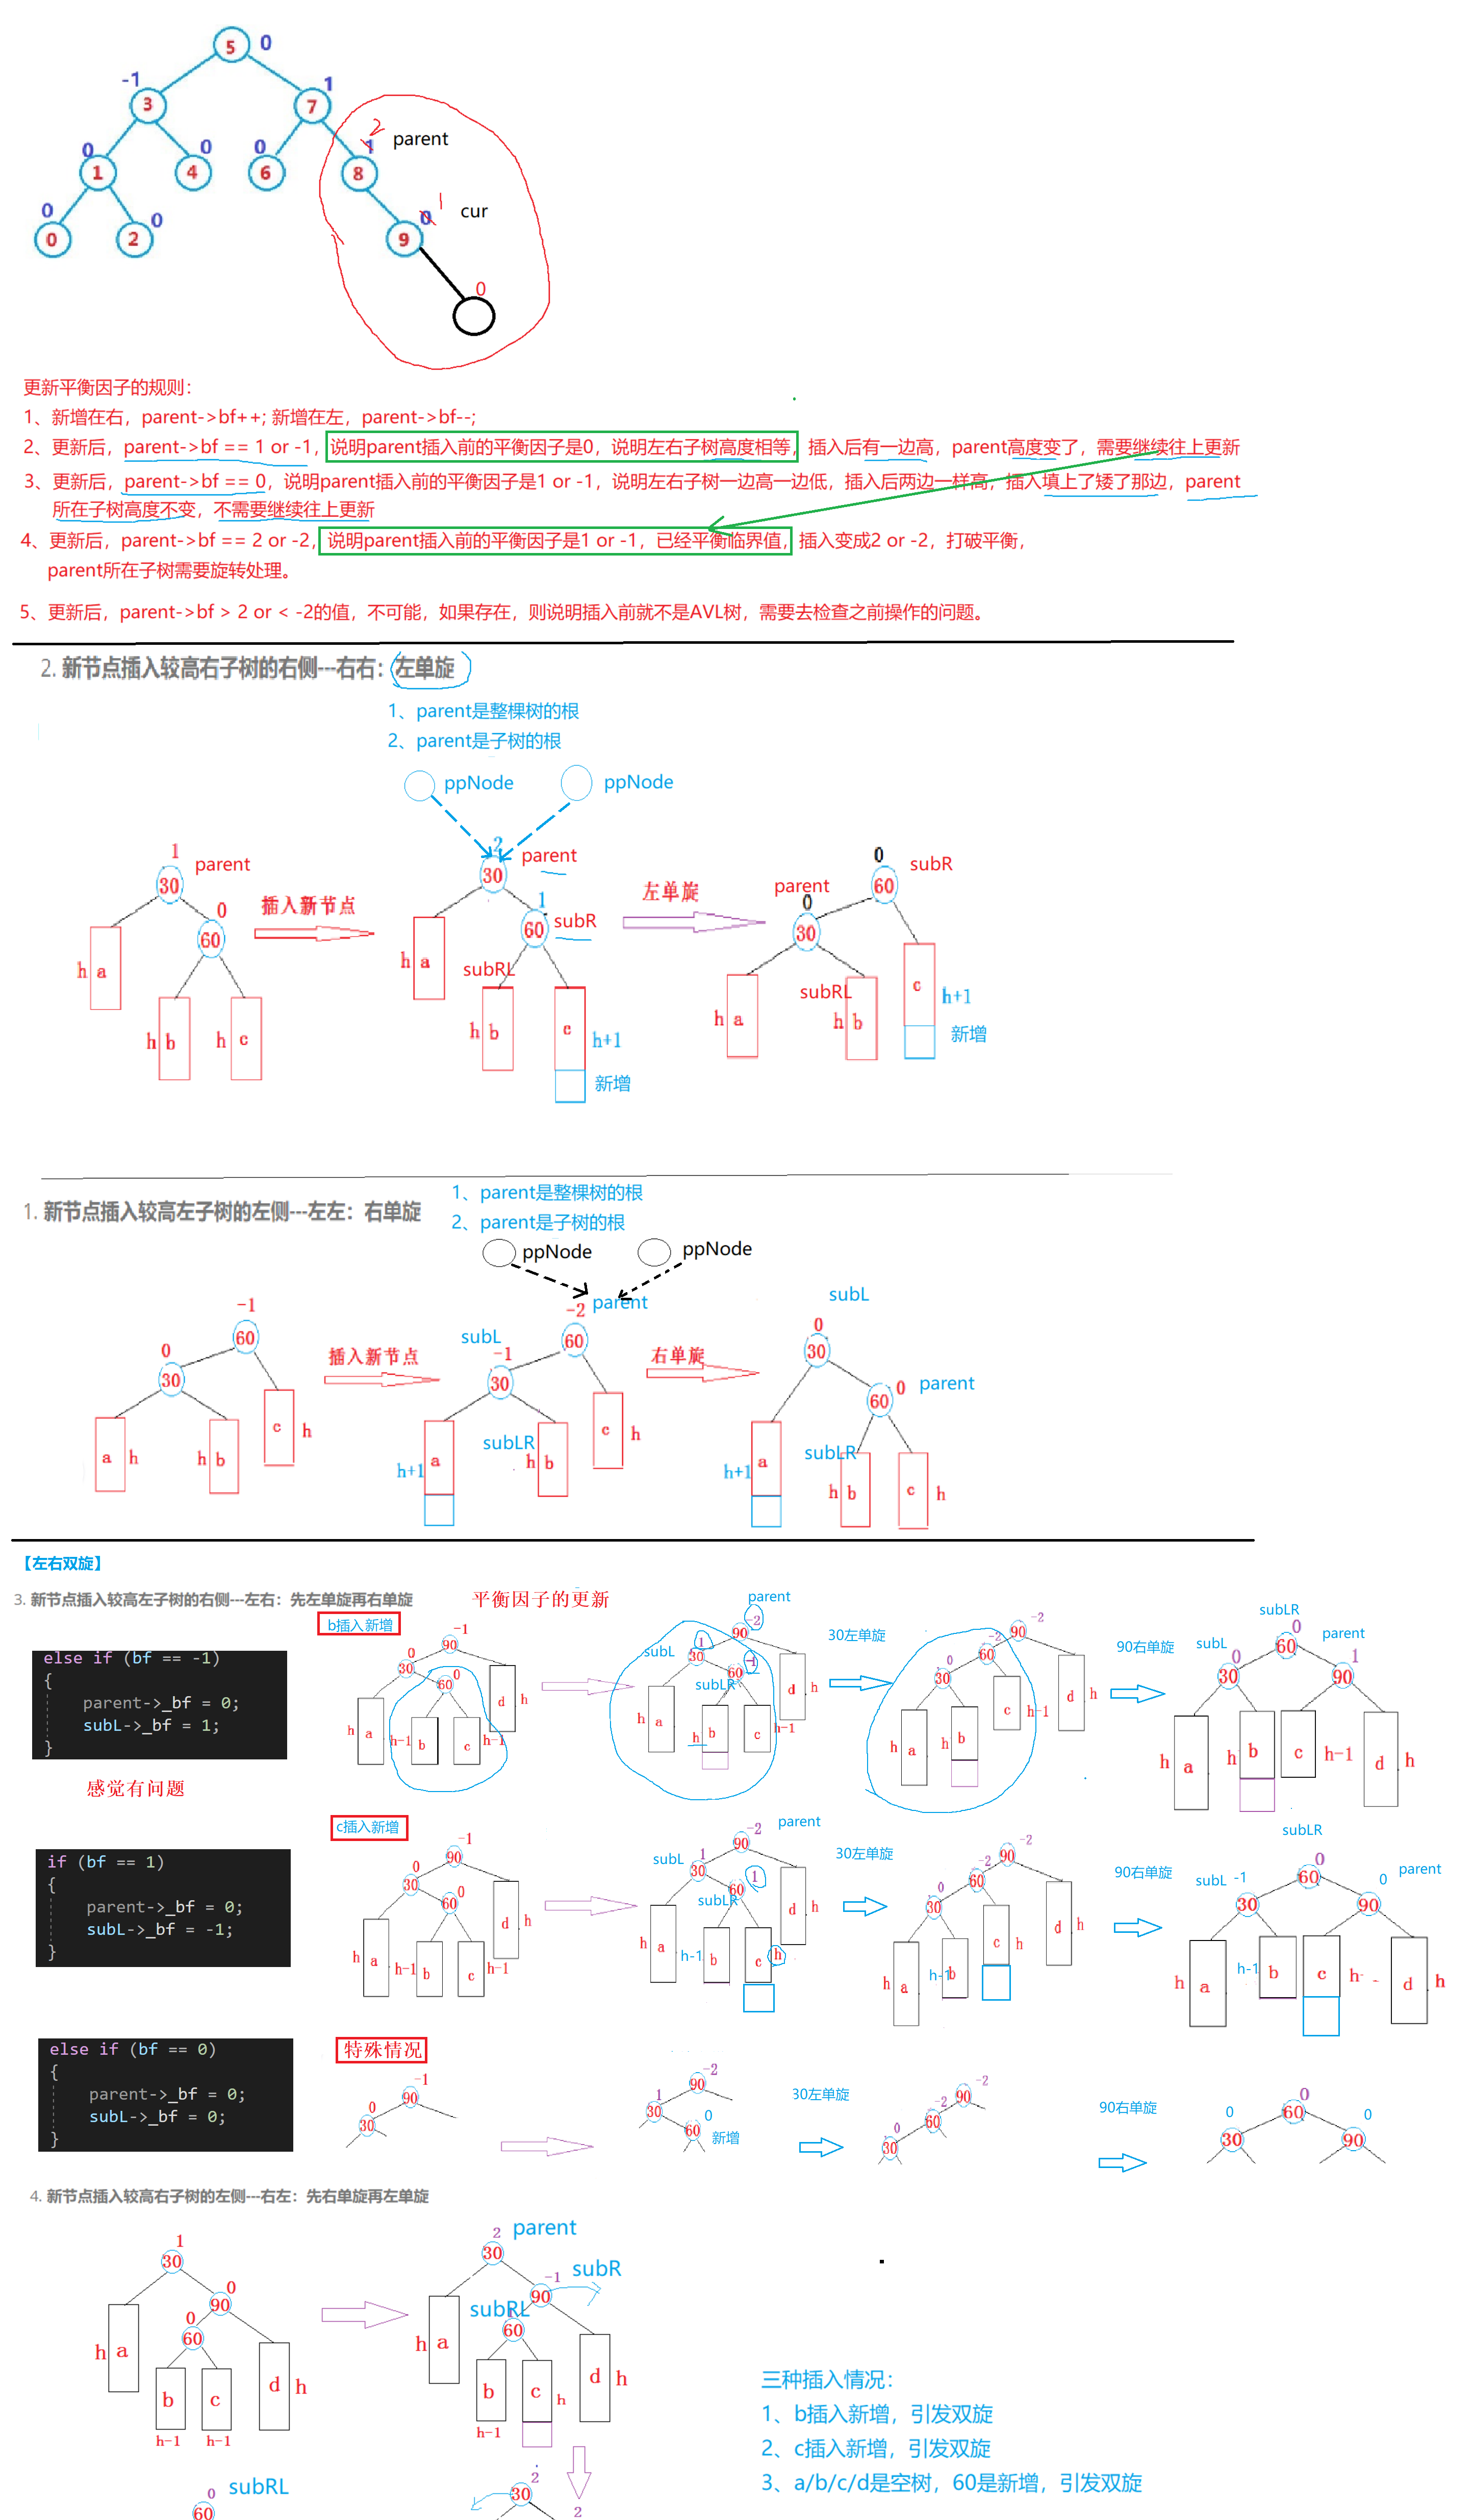 5 0
-1 3 7 1
0 1 0 4 0 6 2 1 8 parent
0 0 2 0 9 0 1 cur
0
更新平衡因子的规则：
1、新增在右，parent->bf++; 新增在左，parent->bf--;
2、更新后，parent->bf == 1 or -1，说明parent插入前的平衡因子是0，说明左右子树高度相等，插入后有一边高，parent高度变了，需要继续往上更新
3、更新后，parent->bf == 0，说明parent插入前的平衡因子是1 or -1，说明左右子树一边高一边低，插入后两边一样高，插入填上了矮了那边，parent
所在子树高度不变，不需要继续往上更新
4、更新后，parent->bf == 2 or -2，说明parent插入前的平衡因子是1 or -1，已经平衡临界值，插入变成2 or -2，打破平衡，
parent所在子树需要旋转处理。
5、更新后，parent->bf > 2 or < -2的值，不可能，如果存在，则说明插入前就不是AVL树，需要去检查之前操作的问题。
2. 新节点插入较高右子树的右侧---右右：左单旋
1、parent是整棵树的根
2、parent是子树的根
ppNode ppNode
1 parent 30 0 60 h a h b h c
插入新节点
2 parent 30 1 60 subR h a subRL h b c h+1 新增
左单旋
0 subR 60 parent 0 30 h a subRL h b c h+1 新增
1. 新节点插入较高左子树的左侧---左左：右单旋
1、parent是整棵树的根
2、parent是子树的根
ppNode ppNode
-1 60 0 30 a h h b c h
插入新节点
-2 parent 60 subL -1 30 h+1 a subLR h b c h
右单旋
subL 0 30 60 0 parent h+1 a subLR h b c h
【左右双旋】
3. 新节点插入较高左子树的右侧---左右：先左单旋再右单旋
平衡因子的更新
b插入新增
else if (bf == -1)
{
parent->_bf = 0;
subL->_bf = 1;
}
感觉有问题
-1 90 0 30 0 60 h a h-1 b c h-1 d h
parent -2 90 subL 1 30 -1 60 subLR h a h b c h-1 d h
30左单旋
-2 90 -2 60 0 30 h a h b c h-1 d h
90右单旋
subLR 0 60 subL 0 30 parent 1 90 h a h b c h-1 d h
c插入新增
if (bf == 1)
{
parent->_bf = 0;
subL->_bf = -1;
}
-1 90 0 30 0 60 h a h-1 b c h-1 d h
parent -2 90 subL 1 30 1 60 subLR h a h-1 b c h d h
30左单旋
-2 90 -2 60 0 30 h a h-1 b c h d h
90右单旋
subLR 0 60 subL -1 30 0 parent 90 h a h-1 b c h- d h
特殊情况
else if (bf == 0)
{
parent->_bf = 0;
subL->_bf = 0;
}
-1 90 0 30
-2 90 1 30 0 60 新增
30左单旋
-2 90 -2 60 0 30
90右单旋
0 60 0 30 0 90
4. 新节点插入较高右子树的左侧---右左：先右单旋再左单旋
1 30 0 90 0 60 h a b h-1 c h-1 d h
2 parent 30 -1 subR 90 subRL 60 h a b h-1 c h d h
三种插入情况：
1、b插入新增，引发双旋
2、c插入新增，引发双旋
3、a/b/c/d是空树，60是新增，引发双旋
0 subRL 60
2 30 2